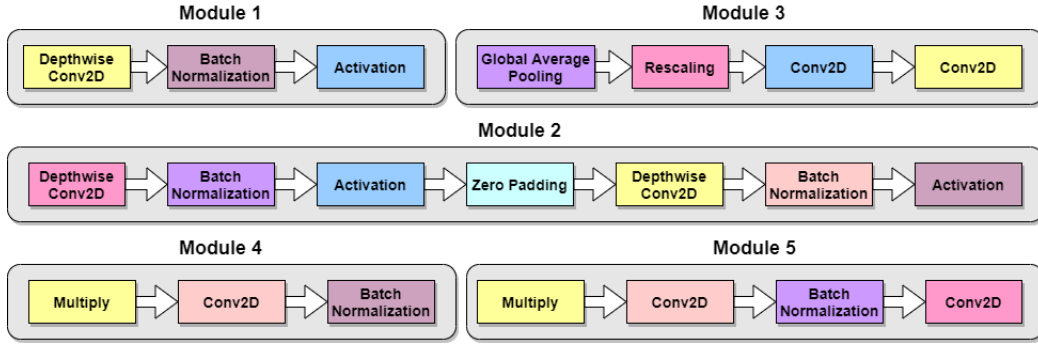 Module 1
Depthwise
Conv2D
Batch
Normalization
Activation
Module 3
Global Average
Pooling
Rescaling
Conv2D
Conv2D
Module 2
Depthwise
Conv2D
Batch
Normalization
Activation
Zero Padding
Depthwise
Conv2D
Batch
Normalization
Activation
Module 4
Multiply
Conv2D
Batch
Normalization
Module 5
Multiply
Conv2D
Batch
Normalization
Conv2D